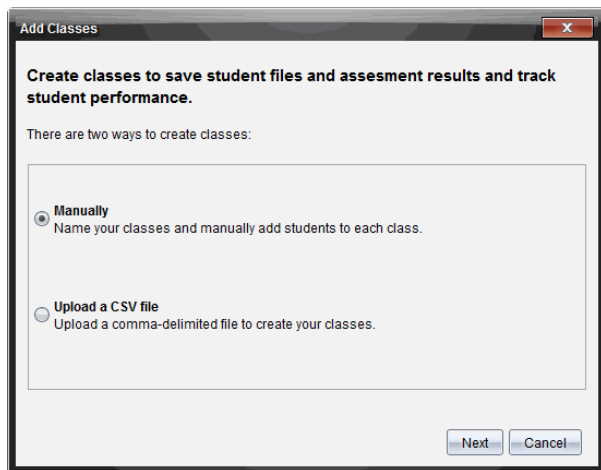 Add Classes
Create classes to save student files and assesment results and track
student performance.
There are two ways to create classes:
Manually
Name your classes and manually add students to each class.
Upload a CSV file
Upload a comma-delimited file to create your classes.
Next Cancel